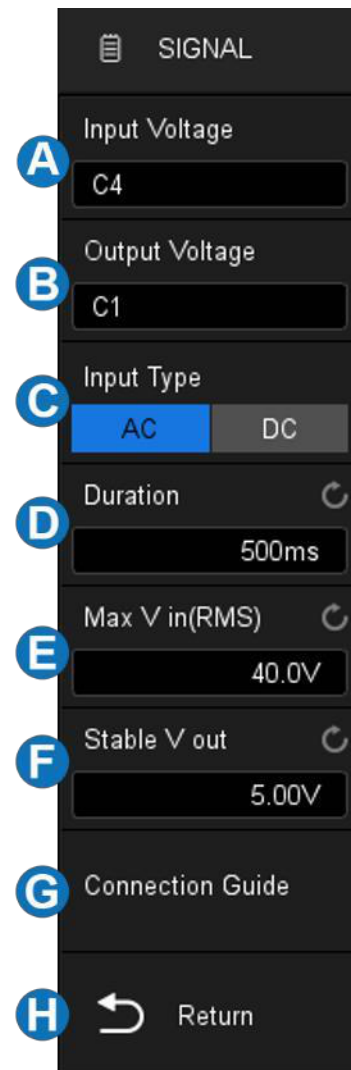 SIGNAL
Input Voltage
A
C4
Output Voltage
B
C1
Input Type
C
AC DC
Duration
D
500ms
Max V in(RMS)
E
40.0V
Stable V out
F
5.00V
G Connection Guide
H Return